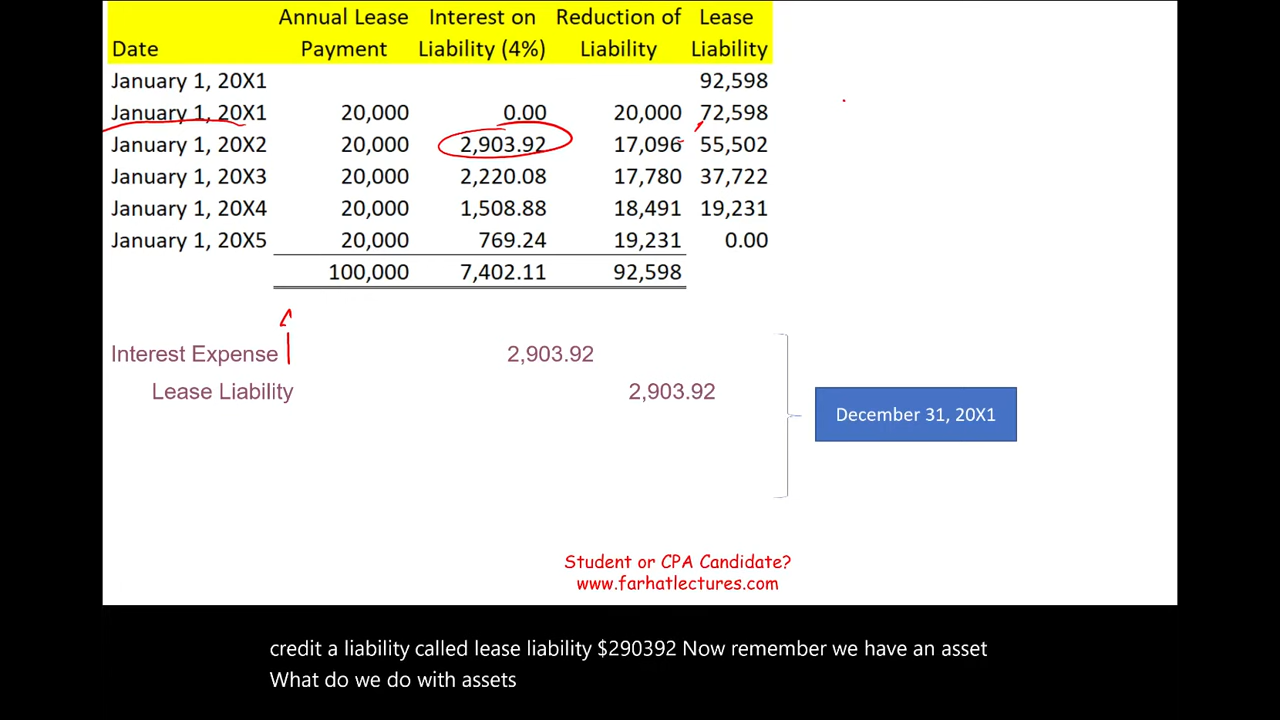 Annual Lease Interest on Reduction of Lease
Date Payment Liability (4%) Liability Liability
January 1, 20X1 92,598
January 1, 20X1 20,000 0.00 20,000 72,598
January 1, 20X2 20,000 2,903.92 17,096 55,502
January 1, 20X3 20,000 2,220.08 17,780 37,722
January 1, 20X4 20,000 1,508.88 18,491 19,231
January 1, 20X5 20,000 769.24 19,231 0.00
100,000 7,402.11 92,598
Interest Expense 2,903.92
Lease Liability 2,903.92
December 31, 20X1
Student or CPA Candidate?
www.farhatlectures.com
credit a liability called lease liability $290392 Now remember we have an asset
What do we do with assets